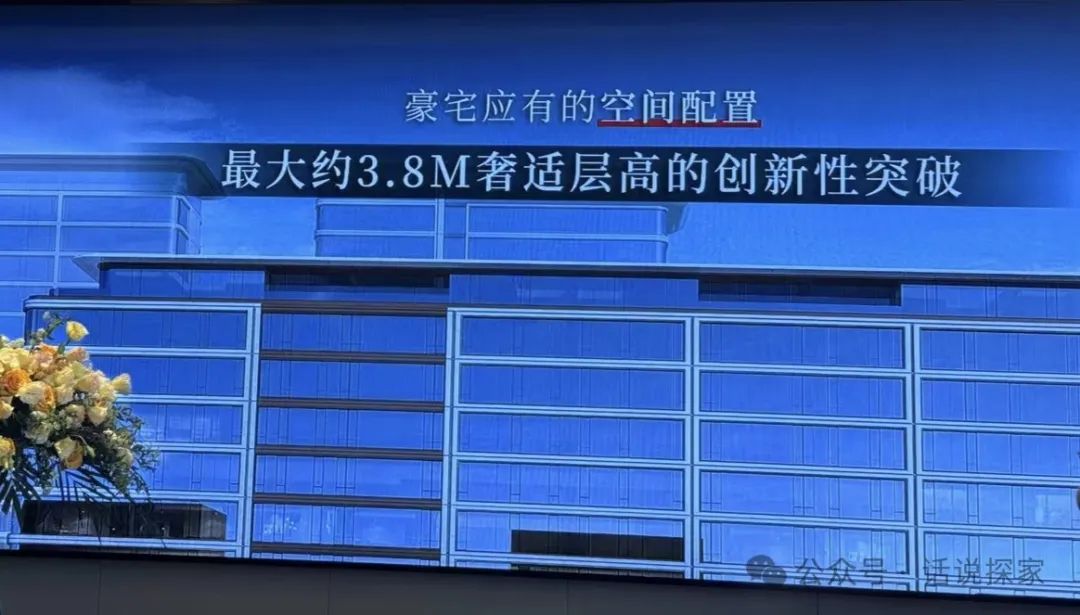 豪宅应有的空间配置
最大约3.8M奢适层高的创新性突破
公众号·话说探家